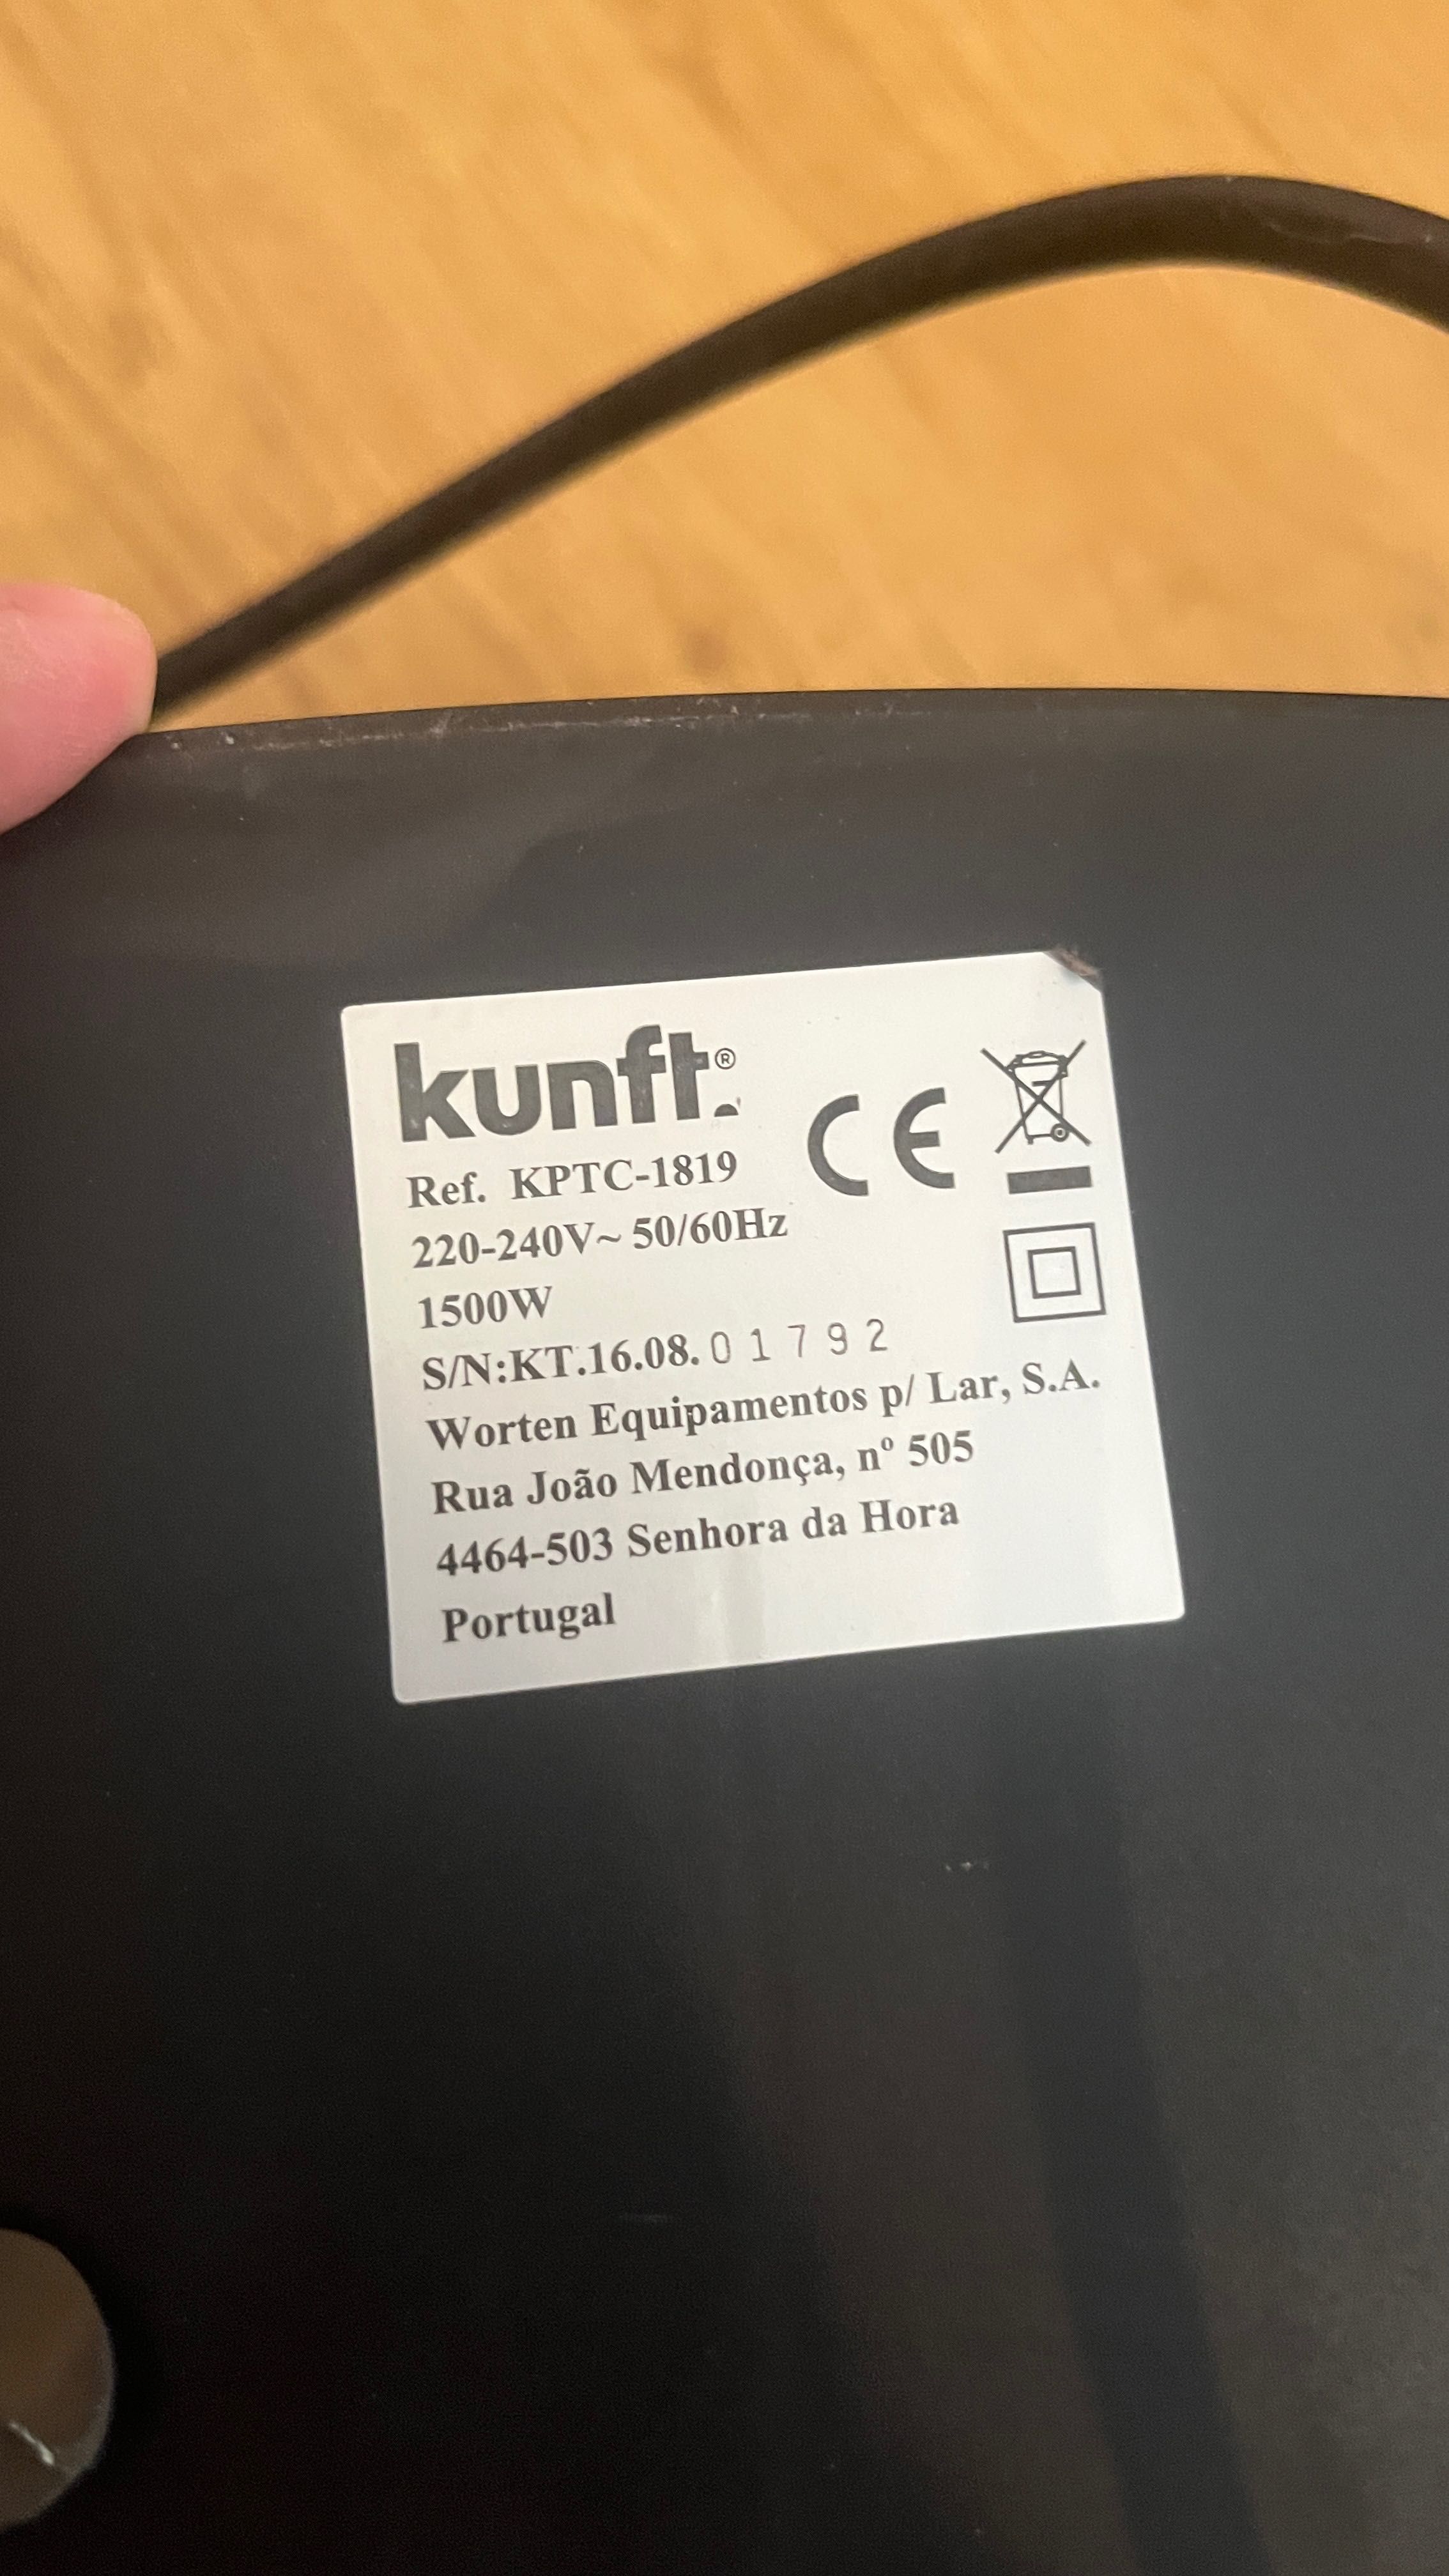 kunft®
CE
Ref. KPTC-1819
220-240V~ 50/60Hz
1500W
S/N:KT.16.08.01792
Worten Equipamentos p/ Lar, S.A.
Rua João Mendonça, nº 505
4464-503 Senhora da Hora
Portugal